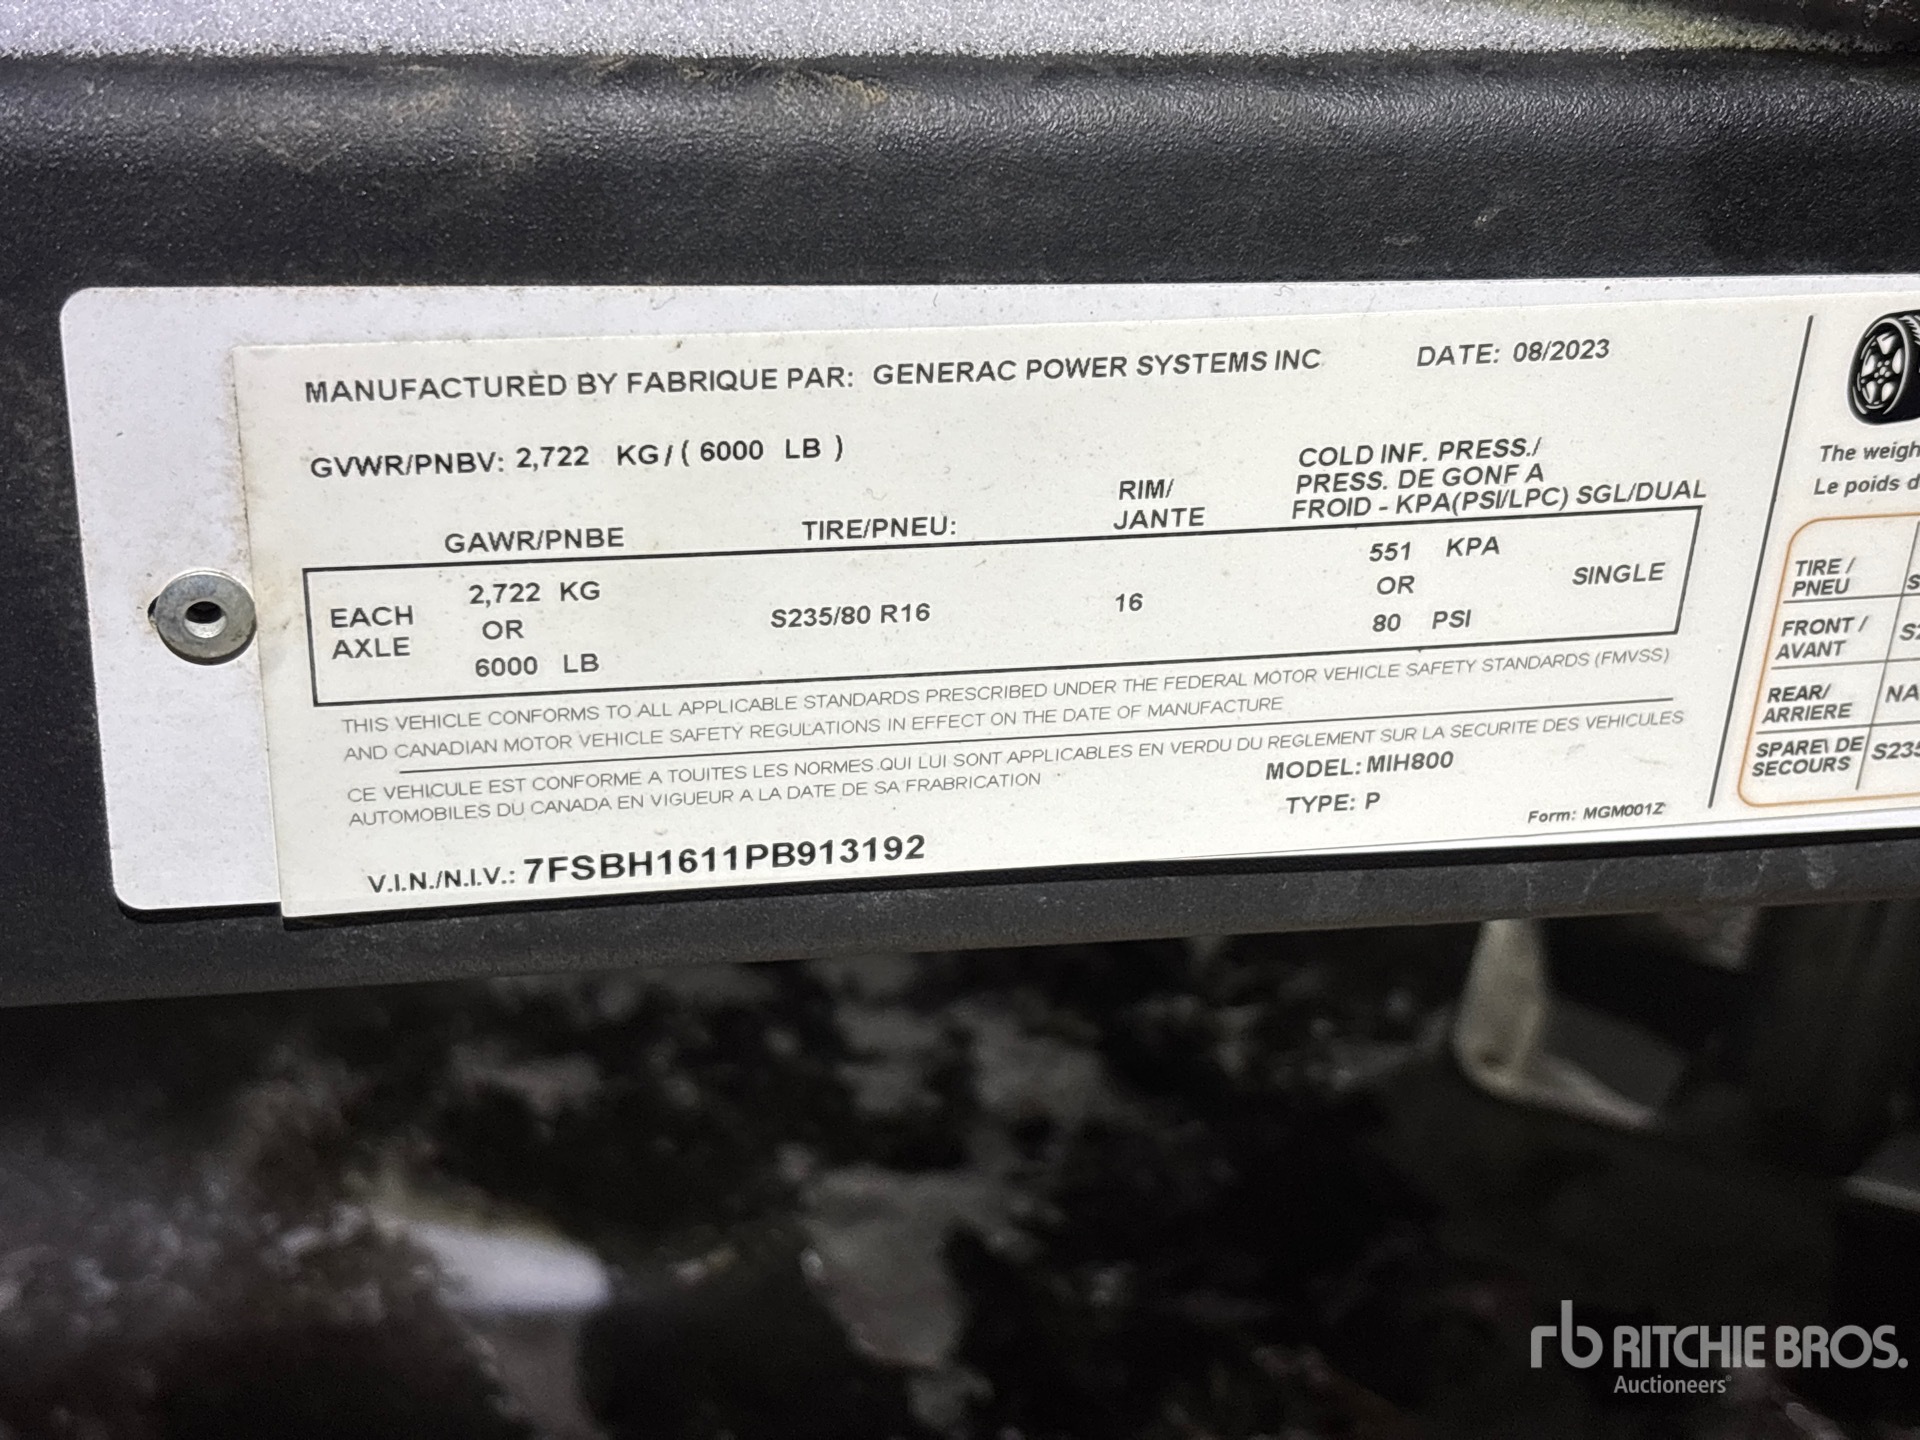 MANUFACTURED BY FABRIQUE PAR: GENERAC POWER SYSTEMS INC DATE: 08/2023
GVWR/PNBV: 2,722 KG/( 6000 LB )
GAWR/PNBE TIRE/PNEU: RIM/ JANTE
COLD INF. PRESS./
PRESS. DE GONF A
FROID - KPA(PSI/LPC) SGL/DUAL
EACH AXLE
2,722 KG
OR
6000 LB
S235/80 R16
16
551 KPA
OR
80 PSI
SINGLE
THIS VEHICLE CONFORMS TO ALL APPLICABLE STANDARDS PRESCRIBED UNDER THE FEDERAL MOTOR VEHICLE SAFETY STANDARDS (FMVSS)
AND CANADIAN MOTOR VEHICLE SAFETY REGULATIONS IN EFFECT ON THE DATE OF MANUFACTURE
CE VEHICULE EST CONFORME A TOUITES LES NORMES QUI LUI SONT APPLICABLES EN VERDU DU REGLEMENT SUR LA SECURITE DES VEHICULES
AUTOMOBILES DU CANADA EN VIGUEUR A LA DATE DE SA FRABRICATION
MODEL: MIH800
TYPE: P
Form: MGM001Z
V.I.N./N.I.V.: 7FSBH1611PB913192
The
Le poids
TIRE /
PNEU
FRONT /
AVANT
REAR/
ARRIERE
NA
SPARE\ DE
SECOURS
rb RITCHIE BROS.
Auctioneers